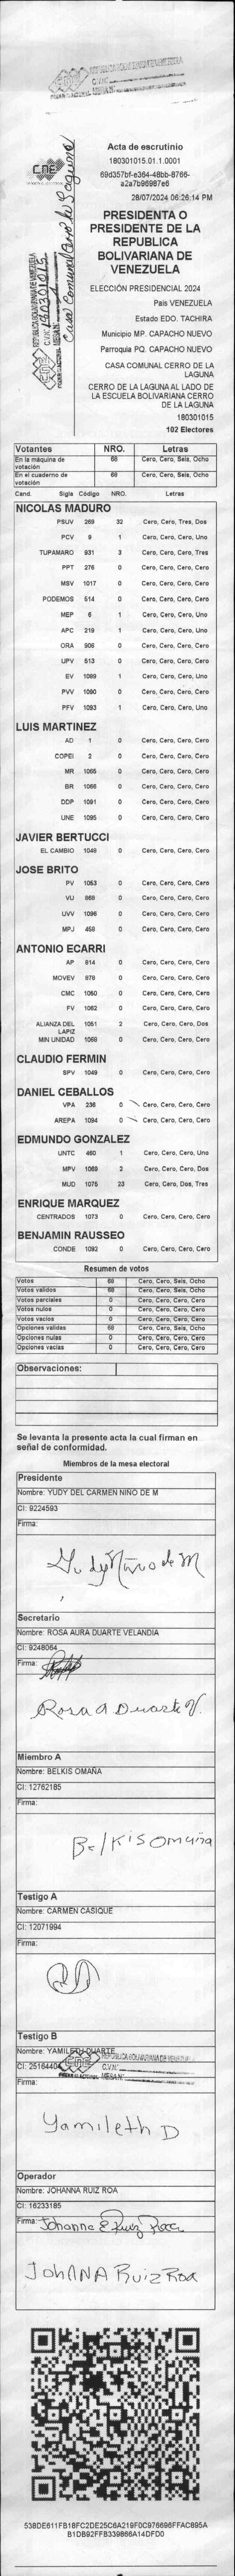 CNE
Acta de escrutinio
180301015.01.1.0001
69d357bf-e364-48bb-8766-
a2a7b96987e6
28/07/2024 06:26:14 PM
PRESIDENTA O
PRESIDENTE DE LA
REPUBLICA
BOLIVARIANA DE
VENEZUELA
ELECCIÓN PRESIDENCIAL 2024
País VENEZUELA
Estado EDO. TACHIRA
Municipio MP. CAPACHO NUEVO
Parroquia PQ. CAPACHO NUEVO
CASA COMUNAL CERRO DE LA
LAGUNA
CERRO DE LA LAGUNA AL LADO DE
LA ESCUELA BOLIVARIANA CERRO
DE LA LAGUNA
180301015
102 Electores
Votantes NRO. Letras
En la máquina de votación 68 Cero, Cero, Seis, Ocho
En el cuaderno de votación 68 Cero, Cero, Seis, Ocho
Cand. Sigla Código NRO. Letras
NICOLAS MADURO
PSUV 269 32 Cero, Cero, Tres, Dos
PCV 9 1 Cero, Cero, Cero, Uno
TUPAMARO 931 3 Cero, Cero, Cero, Tres
PPT 276 0 Cero, Cero, Cero, Cero
MSV 1017 0 Cero, Cero, Cero, Cero
PODEMOS 514 0 Cero, Cero, Cero, Cero
MEP 6 1 Cero, Cero, Cero, Uno
APC 219 1 Cero, Cero, Cero, Uno
ORA 906 0 Cero, Cero, Cero, Cero
UPV 513 0 Cero, Cero, Cero, Cero
EV 1089 1 Cero, Cero, Cero, Uno
PVV 1090 0 Cero, Cero, Cero, Cero
PFV 1093 1 Cero, Cero, Cero, Uno
LUIS MARTINEZ
AD 1 0 Cero, Cero, Cero, Cero
COPEI 2 0 Cero, Cero, Cero, Cero
MR 1065 0 Cero, Cero, Cero, Cero
BR 1066 0 Cero, Cero, Cero, Cero
DDP 1091 0 Cero, Cero, Cero, Cero
UNE 1095 0 Cero, Cero, Cero, Cero
JAVIER BERTUCCI
EL CAMBIO 1048 0 Cero, Cero, Cero, Cero
JOSE BRITO
PV 1053 0 Cero, Cero, Cero, Cero
VU 868 0 Cero, Cero, Cero, Cero
UVV 1096 0 Cero, Cero, Cero, Cero
MPJ 458 0 Cero, Cero, Cero, Cero
ANTONIO ECARRI
AP 814 0 Cero, Cero, Cero, Cero
MOVEV 878 0 Cero, Cero, Cero, Cero
CMC 1050 0 Cero, Cero, Cero, Cero
FV 1062 0 Cero, Cero, Cero, Cero
ALIANZA DEL LAPIZ 1051 2 Cero, Cero, Cero, Dos
MIN UNIDAD 1068 0 Cero, Cero, Cero, Cero
CLAUDIO FERMIN
SPV 1049 0 Cero, Cero, Cero, Cero
DANIEL CEBALLOS
VPA 236 0 Cero, Cero, Cero, Cero
AREPA 1094 0 Cero, Cero, Cero, Cero
EDMUNDO GONZALEZ
UNTC 460 1 Cero, Cero, Cero, Uno
MPV 1069 2 Cero, Cero, Cero, Dos
MUD 1075 23 Cero, Cero, Dos, Tres
ENRIQUE MARQUEZ
CENTRADOS 1073 0 Cero, Cero, Cero, Cero
BENJAMIN RAUSSEO
CONDE 1092 0 Cero, Cero, Cero, Cero
Resumen de votos
Votos 68 Cero, Cero, Seis, Ocho
Votos validos 68 Cero, Cero, Seis, Ocho
Votos parciales 0 Cero, Cero, Cero, Cero
Votos nulos 0 Cero, Cero, Cero, Cero
Votos vacios 0 Cero, Cero, Cero, Cero
Opciones validas 68 Cero, Cero, Seis, Ocho
Opciones nulas 0 Cero, Cero, Cero, Cero
Opciones vacias 0 Cero, Cero, Cero, Cero
Observaciones:
Se levanta la presente acta la cual firman en
señal de conformidad.
Miembros de la mesa electoral
Presidente
Nombre: YUDY DEL CARMEN NIÑO DE M
CI: 9224593
Firma:
Yudy Niño de M
Secretario
Nombre: ROSA AURA DUARTE VELANDIA
CI: 9248064
Firma:
Rosa A Duarte V.
Miembro A
Nombre: BELKIS OMAÑA
CI: 12762185
Firma:
Belkis Omaña
Testigo A
Nombre: CARMEN CASIQUE
CI: 12071994
Firma:
Testigo B
Nombre: YAMILETH DUARTE
CI: 25164404
Firma:
Yamileth D
Operador
Nombre: JOHANNA RUIZ ROA
CI: 16233185
Firma: Johanna E Ruiz Roa
JohANA Ruiz Roa
538DE611FB18FC2DE25C6A219F0C976696FFAC895A
B1DB92FFB339866A14DFD0